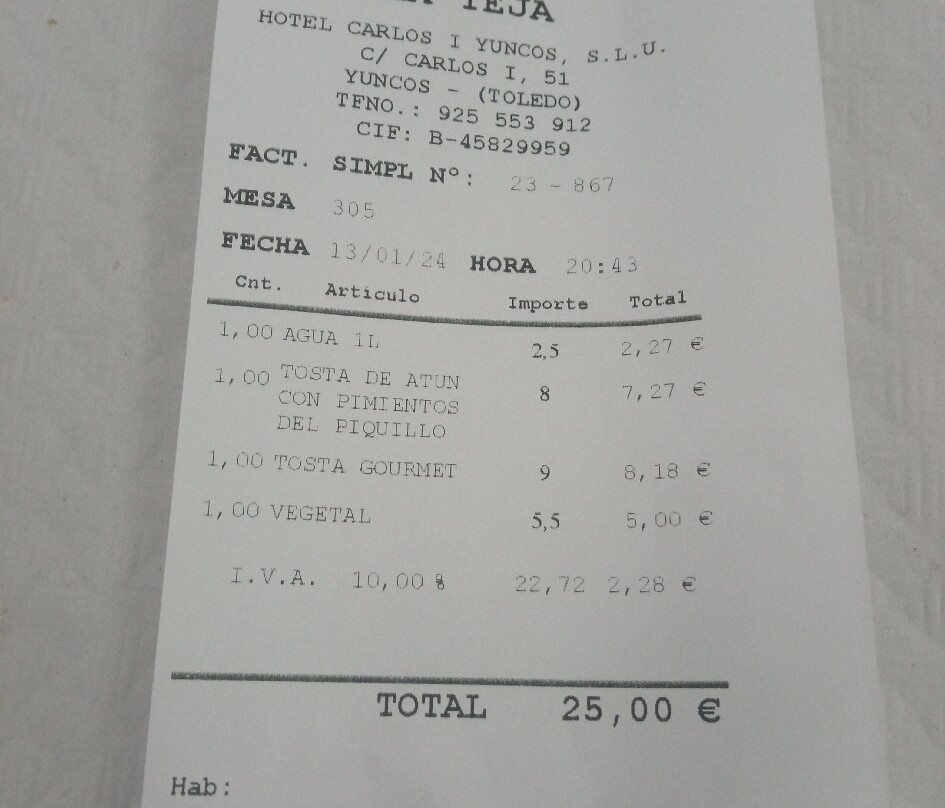 TEJA
HOTEL CARLOS I YUNCOS, S.L.U.
C/ CARLOS I, 51
YUNCOS - (TOLEDO)
TFNO.: 925 553 912
CIF: B-45829959
FACT. SIMPL Nº: 23 - 867
MESA 305
FECHA 13/01/24 HORA 20:43
Cnt. Artículo Importe Total
1,00 AGUA 1L 2,5 2,27 €
1,00 TOSTA DE ATUN 8 7,27 €
CON PIMIENTOS
DEL PIQUILLO
1,00 TOSTA GOURMET 9 8,18 €
1,00 VEGETAL 5,5 5,00 €
I.V.A. 10,00 % 22,72 2,28 €
TOTAL 25,00 €
Hab: